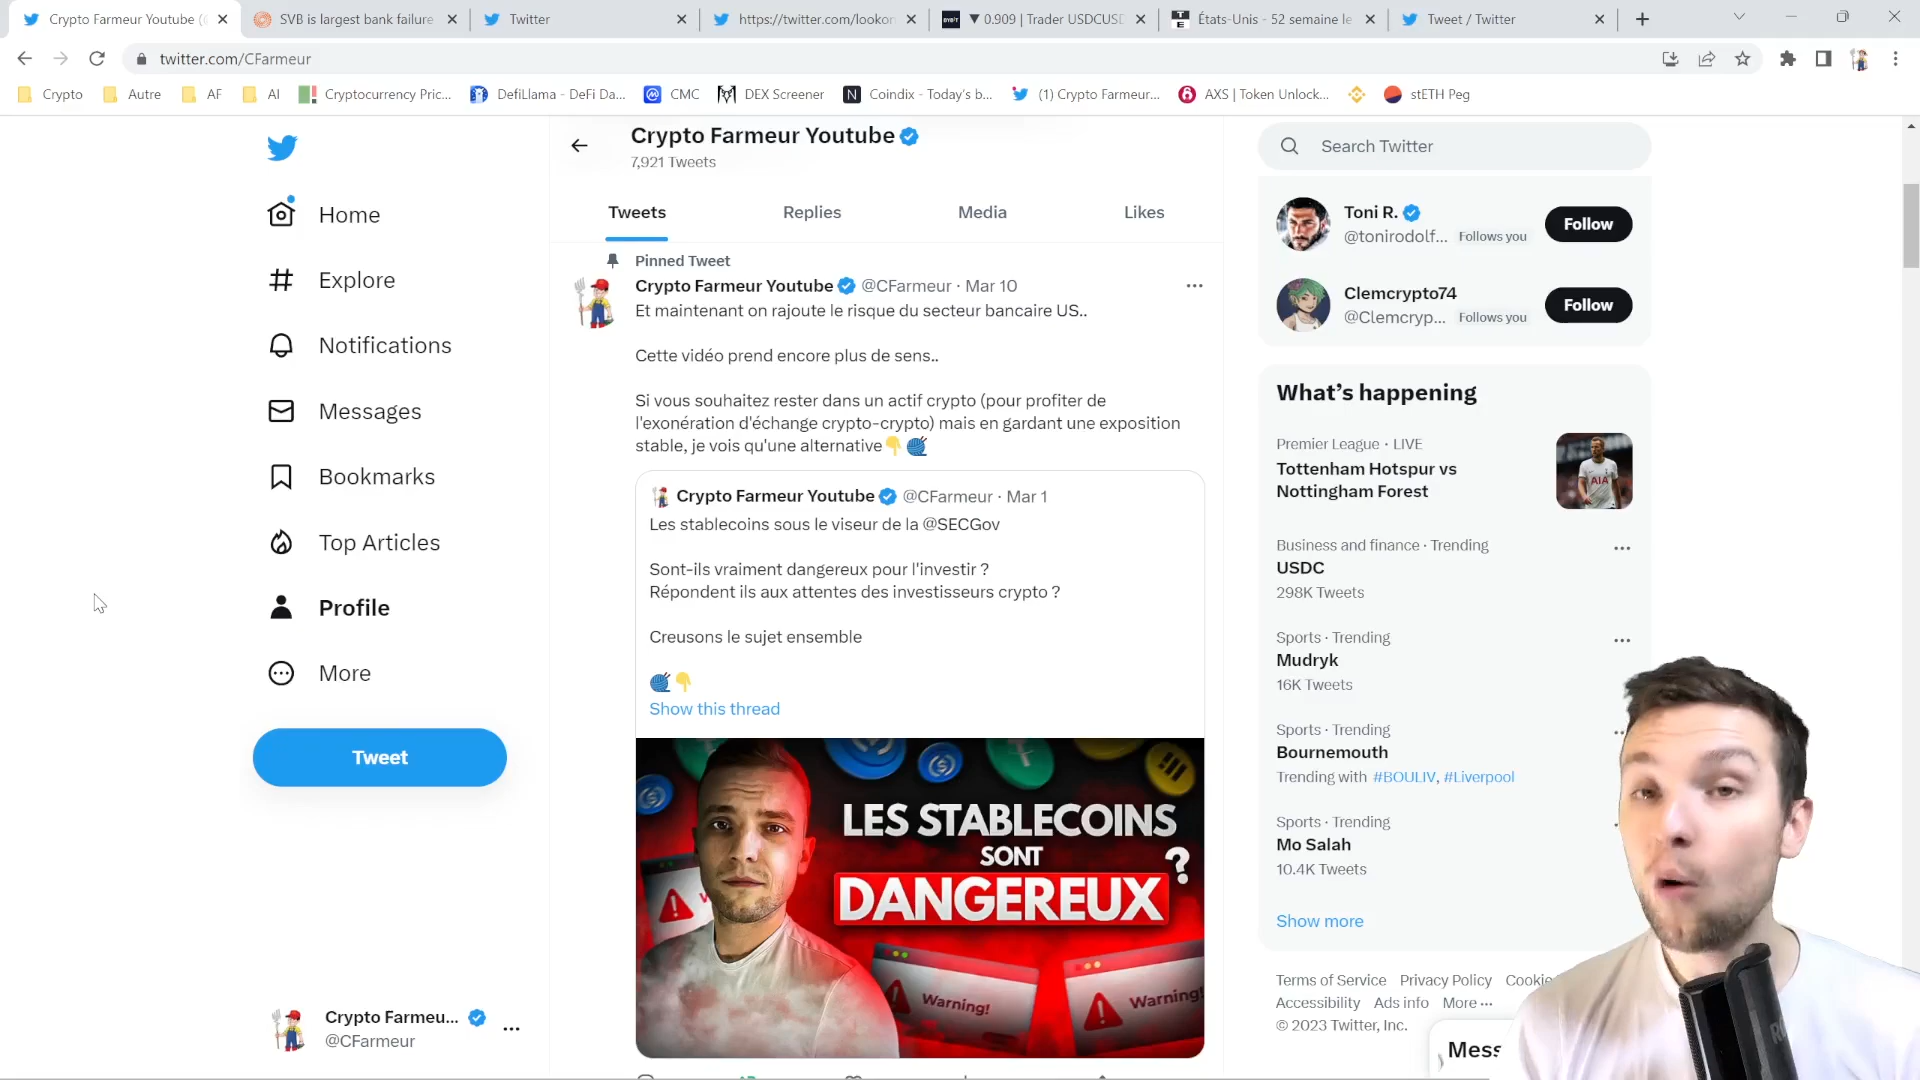 Crypto Farmeur Youtube (
SVB is largest bank failure
Twitter
https://twitter.com/lookon
▼ 0.909 | Trader USDCUSD
États-Unis - 52 semaine le
Tweet / Twitter
twitter.com/CFarmeur
Crypto
Autre
AF
AI
Cryptocurrency Pric...
DefiLlama - DeFi Da...
CMC
DEX Screener
Coindix - Today's b...
(1) Crypto Farmeur...
AXS | Token Unlock...
stETH Peg
Home
Explore
Notifications
Messages
Bookmarks
Top Articles
Profile
More
Tweet
Crypto Farmeu...
@CFarmeur
Crypto Farmeur Youtube
7,921 Tweets
Tweets
Replies
Media
Likes
Pinned Tweet
Crypto Farmeur Youtube @CFarmeur · Mar 10
Et maintenant on rajoute le risque du secteur bancaire US..
Cette vidéo prend encore plus de sens..
Si vous souhaitez rester dans un actif crypto (pour profiter de
l'exonération d'échange crypto-crypto) mais en gardant une exposition
stable, je vois qu'une alternative👇🧶
Crypto Farmeur Youtube @CFarmeur · Mar 1
Les stablecoins sous le viseur de la @SECGov
Sont-ils vraiment dangereux pour l'investir ?
Répondent ils aux attentes des investisseurs crypto ?
Creusons le sujet ensemble
🧶👇
Show this thread
LES STABLECOINS
SONT
DANGEREUX ?
Warning!
Warning!
Search Twitter
Toni R.
@tonirodolf... Follows you
Follow
Clemcrypto74
@Clemcryp... Follows you
Follow
What's happening
Premier League · LIVE
Tottenham Hotspur vs
Nottingham Forest
AIA
Business and finance · Trending
USDC
298K Tweets
Sports · Trending
Mudryk
16K Tweets
Sports · Trending
Bournemouth
Trending with #BOULIV, #Liverpool
Sports · Trending
Mo Salah
10.4K Tweets
Show more
Terms of Service Privacy Policy Cookie
Accessibility Ads info More ···
© 2023 Twitter, Inc.
Mess